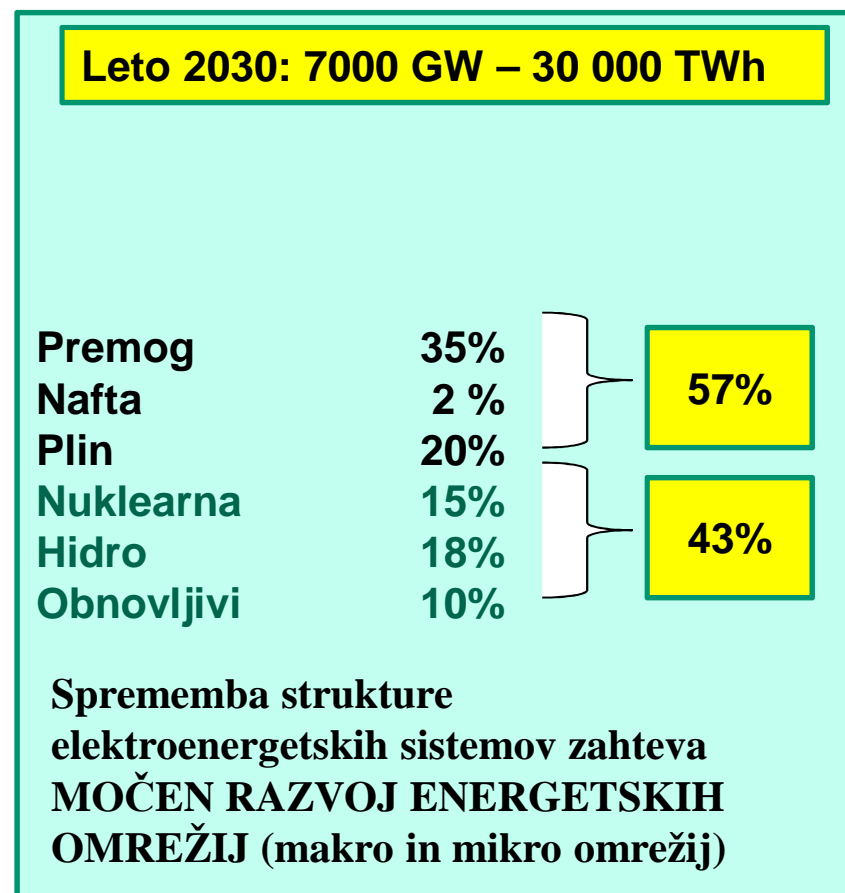 Leto 2030: 7000 GW – 30 000 TWh
Premog 35%
Nafta 2 %
Plin 20%
57%
Nuklearna 15%
Hidro 18%
Obnovljivi 10%
43%
Sprememba strukture
elektroenergetskih sistemov zahteva
MOČEN RAZVOJ ENERGETSKIH
OMREŽIJ (makro in mikro omrežij)